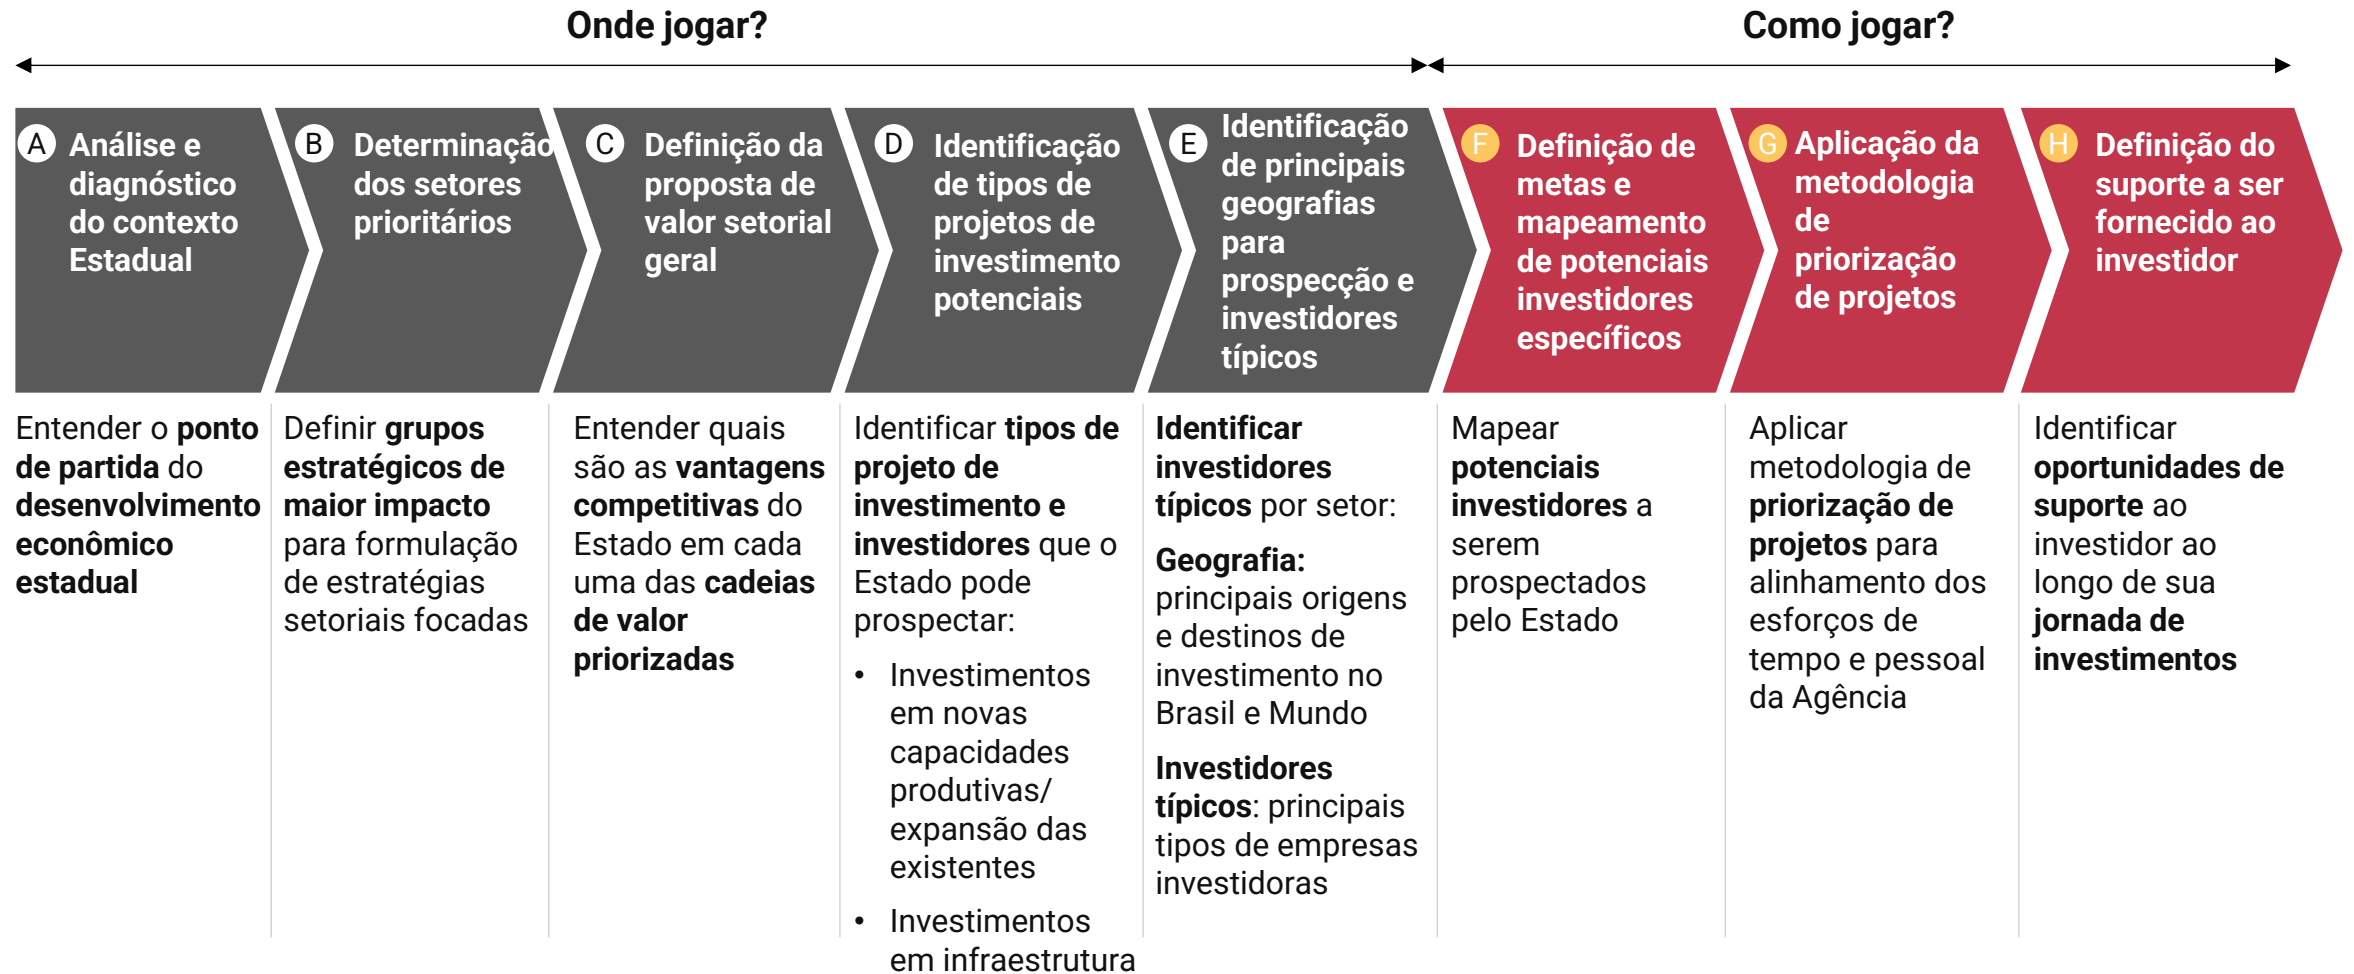 Onde jogar?
Como jogar?
A
Análise e
diagnóstico
do contexto
Estadual
B
Determinação
dos setores
prioritários
C
Definição da
proposta de
valor setorial
geral
D
Identificação
de tipos de
projetos de
investimento
potenciais
E
Identificação
de principais
geografias
para
prospecção e
investidores
típicos
F
Definição de
metas e
mapeamento
de potenciais
investidores
específicos
G
Aplicação da
metodologia
de
priorização
de projetos
H
Definição do
suporte a ser
fornecido ao
investidor
Entender o ponto
de partida do
desenvolvimento
econômico
estadual
Definir grupos
estratégicos de
maior impacto
para formulação
de estratégias
setoriais focadas
Entender quais
são as vantagens
competitivas do
Estado em cada
uma das cadeias
de valor
priorizadas
Identificar tipos de
projeto de
investimento e
investidores que o
Estado pode
prospectar:
• Investimentos
em novas
capacidades
produtivas/
expansão das
existentes
• Investimentos
em infraestrutura
Identificar
investidores
típicos por setor:
Geografia:
principais origens
e destinos de
investimento no
Brasil e Mundo
Investidores
típicos: principais
tipos de empresas
investidoras
Mapear
potenciais
investidores a
serem
prospectados
pelo Estado
Aplicar
metodologia de
priorização de
projetos para
alinhamento dos
esforços de
tempo e pessoal
da Agência
Identificar
oportunidades de
suporte ao
investidor ao
longo de sua
jornada de
investimentos